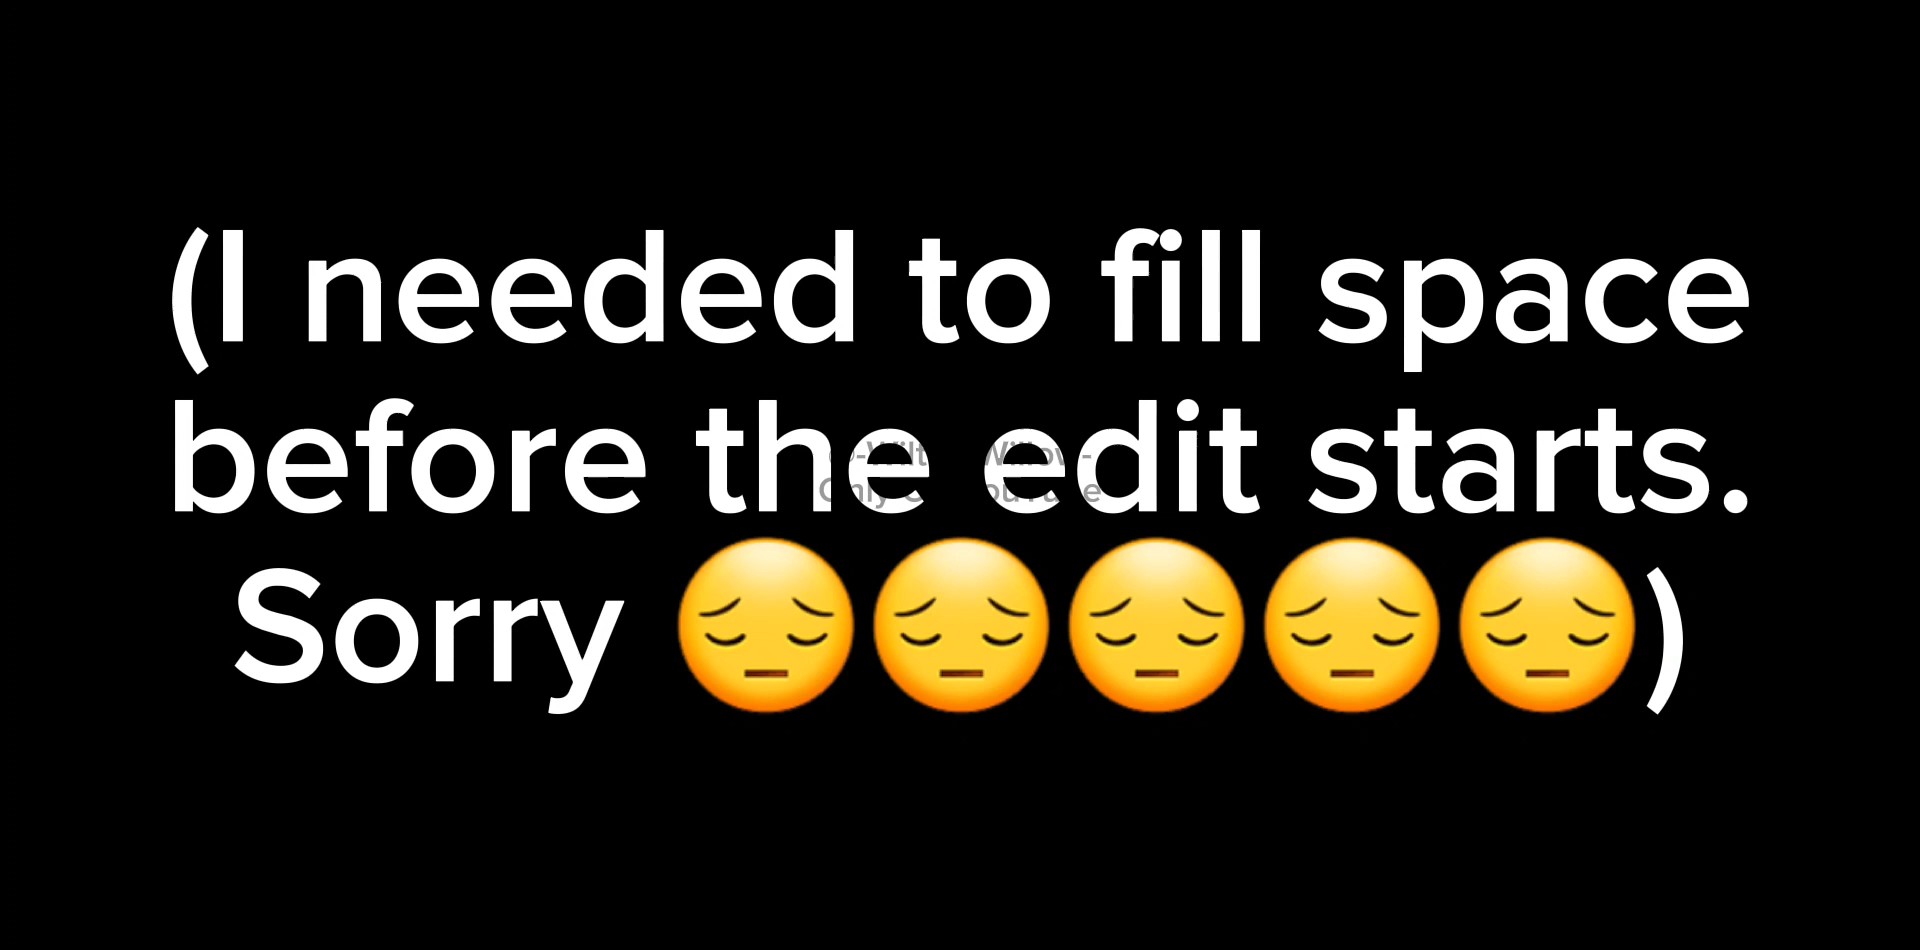 (I needed to fill space
before the edit starts.
Sorry 😔😔😔😔😔)